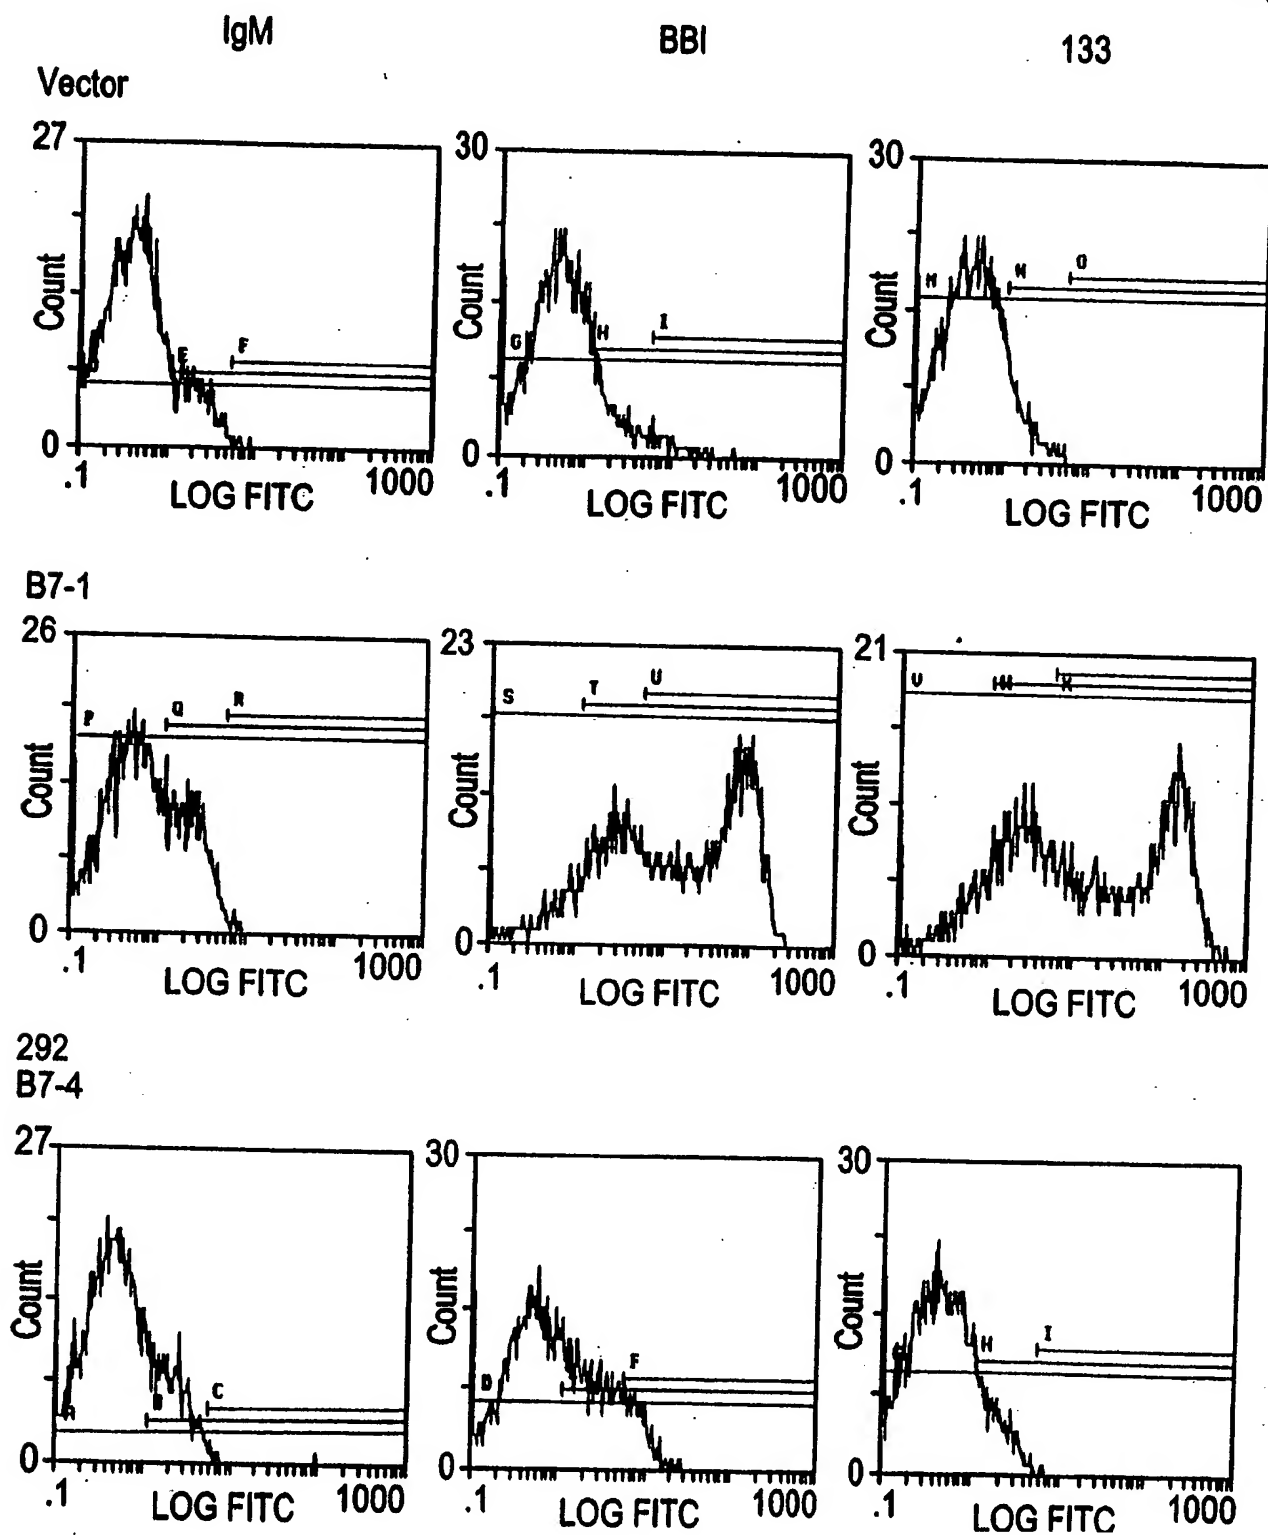 IgM BBI 133
Vector
27 30 30
Count Count Count
E F G H I M N O
0 0 0
.1 1000 .1 1000 .1 1000
LOG FITC LOG FITC LOG FITC
B7-1
26 23 21
P Q R S T U V
Count Count Count
0 0 0
.1 1000 .1 1000 .1 1000
LOG FITC LOG FITC LOG FITC
292
B7-4
27 30 30
Count Count Count
C D F H I
0 0 0
.1 1000 .1 1000 .1 1000
LOG FITC LOG FITC LOG FITC